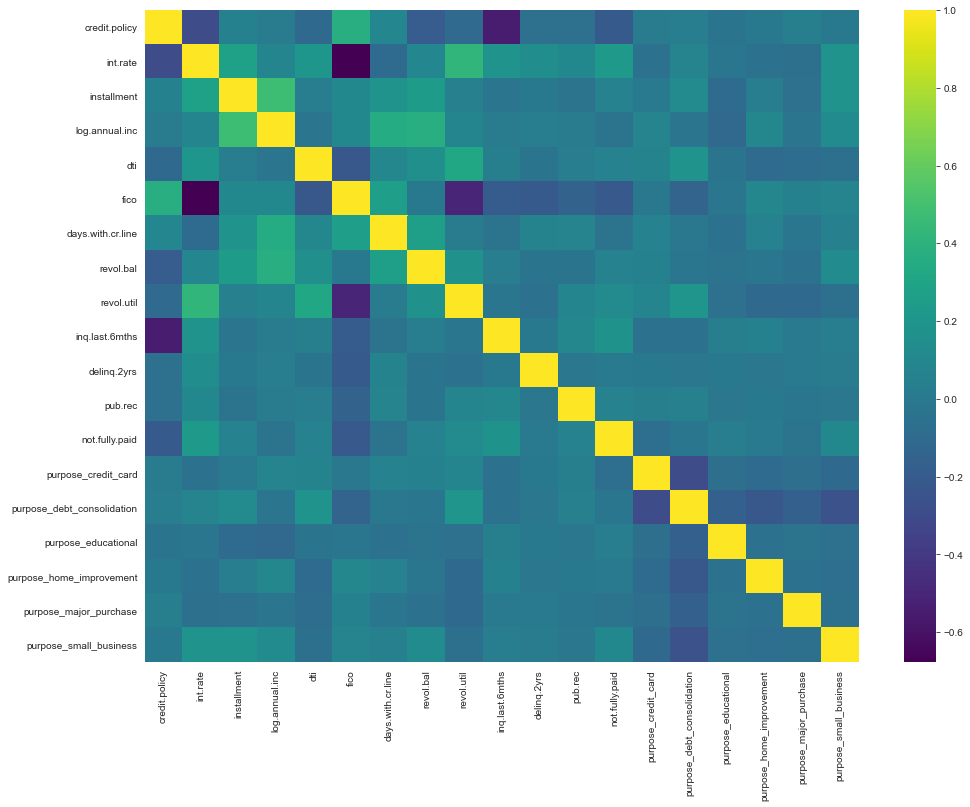 credit.policy
int.rate
installment
log.annual.inc
dti
fico
days.with.cr.line
revol.bal
revol.util
inq.last.6mths
delinq.2yrs
pub.rec
not.fully.paid
purpose_credit_card
purpose_debt_consolidation
purpose_educational
purpose_home_improvement
purpose_major_purchase
purpose_small_business
credit.policy
int.rate
installment
log.annual.inc
dti
fico
days.with.cr.line
revol.bal
revol.util
inq.last.6mths
delinq.2yrs
pub.rec
not.fully.paid
purpose_credit_card
purpose_debt_consolidation
purpose_educational
purpose_home_improvement
purpose_major_purchase
purpose_small_business
1.0
0.8
0.6
0.4
0.2
0.0
−0.2
−0.4
−0.6